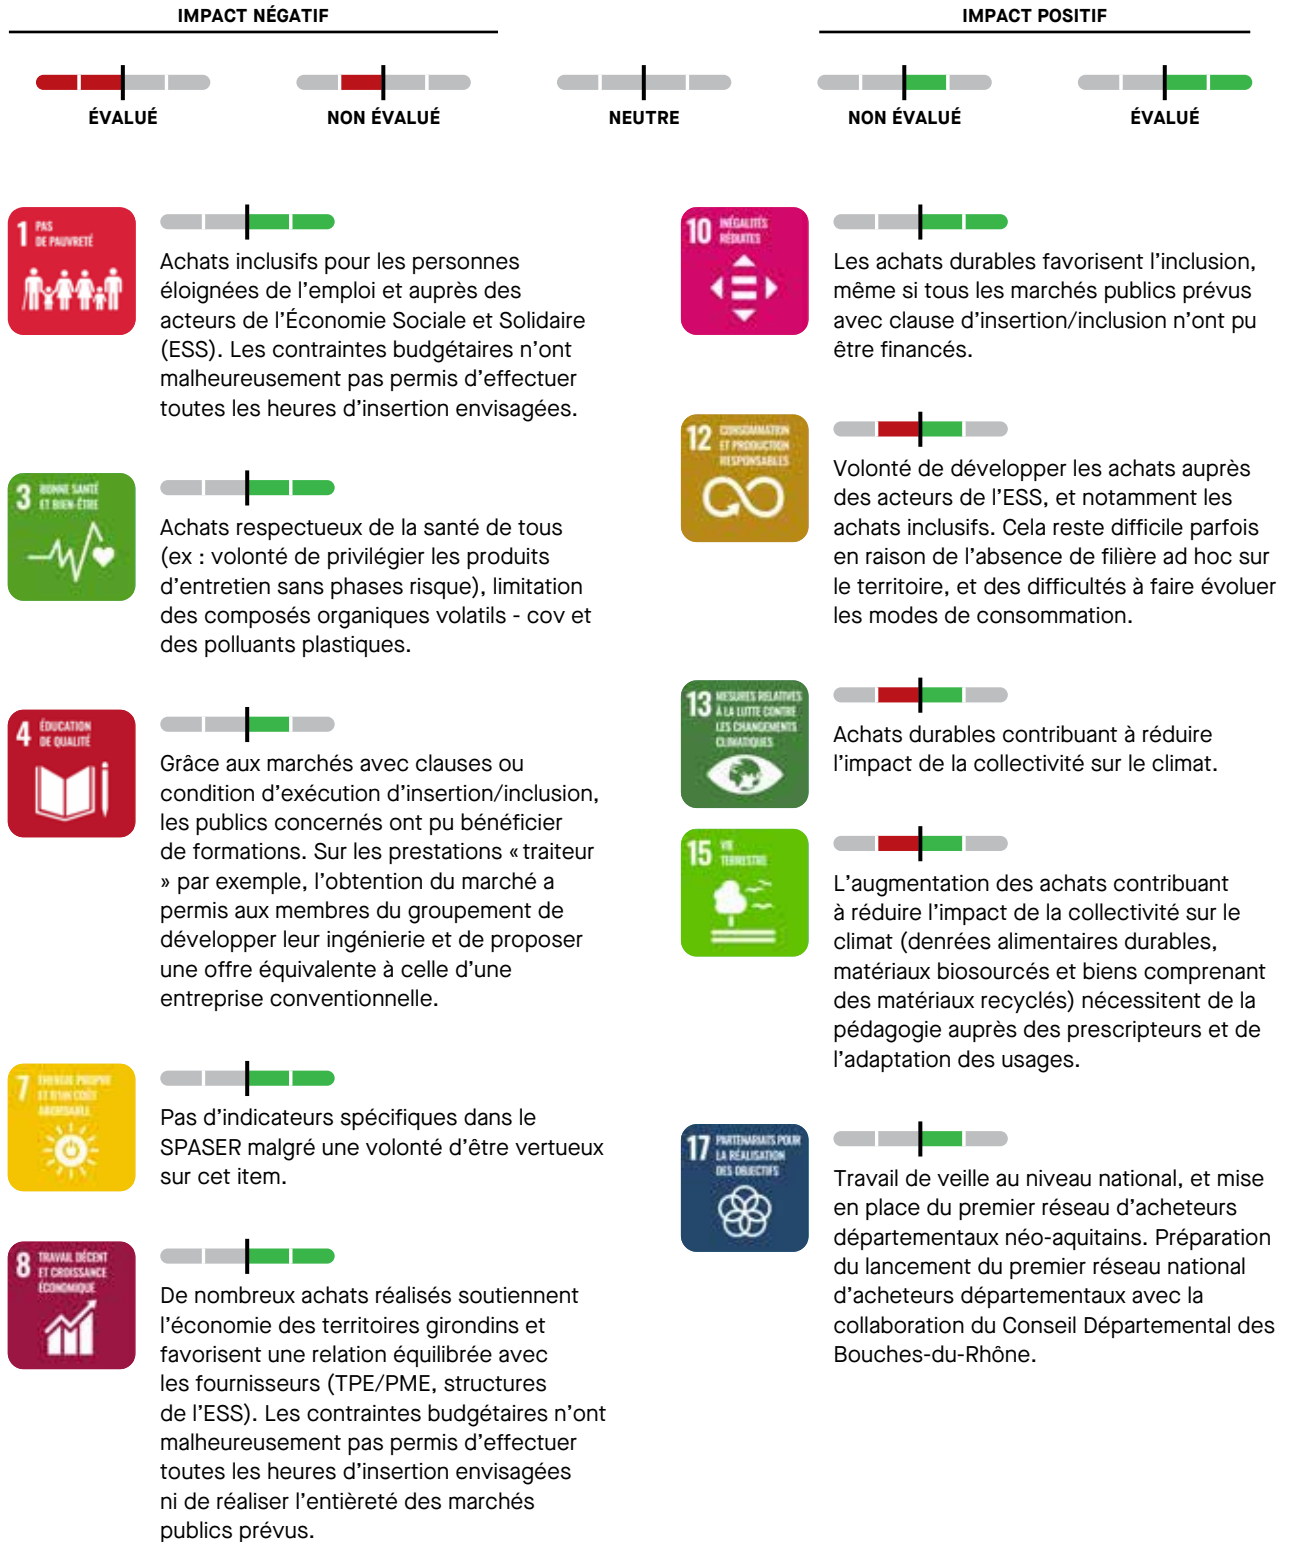 IMPACT NÉGATIF
IMPACT POSITIF
ÉVALUÉ
NON ÉVALUÉ
NEUTRE
NON ÉVALUÉ
ÉVALUÉ
1 PAS
DE PAUVRETÉ
Achats inclusifs pour les personnes
éloignées de l'emploi et auprès des
acteurs de l'Économie Sociale et Solidaire
(ESS). Les contraintes budgétaires n'ont
malheureusement pas permis d'effectuer
toutes les heures d'insertion envisagées.
3 BONNE SANTÉ
ET BIEN-ÊTRE
Achats respectueux de la santé de tous
(ex : volonté de privilégier les produits
d'entretien sans phases risque), limitation
des composés organiques volatils - cov et
des polluants plastiques.
4 ÉDUCATION
DE QUALITÉ
Grâce aux marchés avec clauses ou
condition d'exécution d'insertion/inclusion,
les publics concernés ont pu bénéficier
de formations. Sur les prestations « traiteur
» par exemple, l'obtention du marché a
permis aux membres du groupement de
développer leur ingénierie et de proposer
une offre équivalente à celle d'une
entreprise conventionnelle.
7 ÉNERGIE PROPRE
ET D'UN COÛT
ABORDABLE
Pas d'indicateurs spécifiques dans le
SPASER malgré une volonté d'être vertueux
sur cet item.
8 TRAVAIL DÉCENT
ET CROISSANCE
ÉCONOMIQUE
De nombreux achats réalisés soutiennent
l'économie des territoires girondins et
favorisent une relation équilibrée avec
les fournisseurs (TPE/PME, structures
de l'ESS). Les contraintes budgétaires n'ont
malheureusement pas permis d'effectuer
toutes les heures d'insertion envisagées
ni de réaliser l'entièreté des marchés
publics prévus.
10 INÉGALITÉS
RÉDUITES
Les achats durables favorisent l'inclusion,
même si tous les marchés publics prévus
avec clause d'insertion/inclusion n'ont pu
être financés.
12 CONSOMMATION
ET PRODUCTION
RESPONSABLES
Volonté de développer les achats auprès
des acteurs de l'ESS, et notamment les
achats inclusifs. Cela reste difficile parfois
en raison de l'absence de filière ad hoc sur
le territoire, et des difficultés à faire évoluer
les modes de consommation.
13 MESURES RELATIVES
À LA LUTTE CONTRE
LES CHANGEMENTS
CLIMATIQUES
Achats durables contribuant à réduire
l'impact de la collectivité sur le climat.
15 VIE
TERRESTRE
L'augmentation des achats contribuant
à réduire l'impact de la collectivité sur le
climat (denrées alimentaires durables,
matériaux biosourcés et biens comprenant
des matériaux recyclés) nécessitent de la
pédagogie auprès des prescripteurs et de
l'adaptation des usages.
17 PARTENARIATS POUR
LA RÉALISATION
DES OBJECTIFS
Travail de veille au niveau national, et mise
en place du premier réseau d'acheteurs
départementaux néo-aquitains. Préparation
du lancement du premier réseau national
d'acheteurs départementaux avec la
collaboration du Conseil Départemental des
Bouches-du-Rhône.